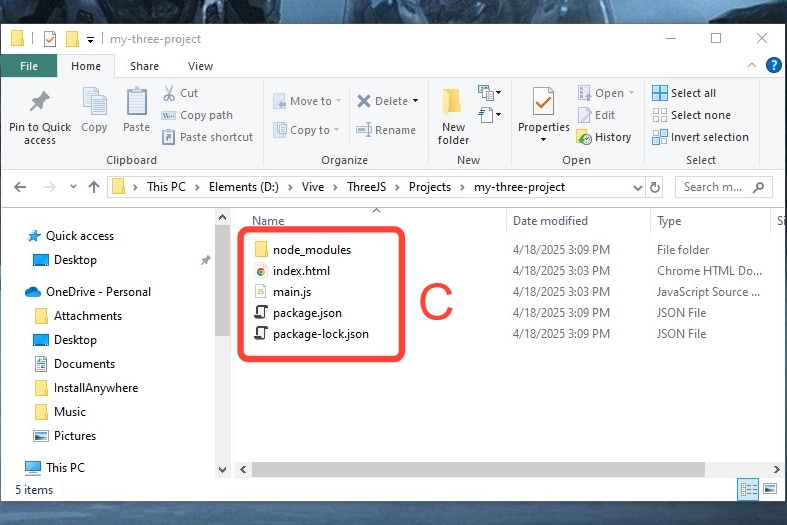 my-three-project
File Home Share View
Pin to Quick access
Copy
Paste
Cut
Copy path
Paste shortcut
Clipboard
Move to
Copy to
Delete
Rename
Organize
New folder
New
Properties
Open
Edit
History
Open
Select all
Select none
Invert selection
Select
This PC > Elements (D:) > Vive > ThreeJS > Projects > my-three-project
Search m...
Quick access
Desktop
OneDrive - Personal
Attachments
Desktop
Documents
InstallAnywhere
Music
Pictures
This PC
Name Date modified Type Si
node_modules 4/18/2025 3:09 PM File folder
index.html 4/18/2025 3:03 PM Chrome HTML Do...
JS
main.js 4/18/2025 3:03 PM JavaScript Source ...
package.json 4/18/2025 3:09 PM JSON File
package-lock.json 4/18/2025 3:09 PM JSON File
C
5 items